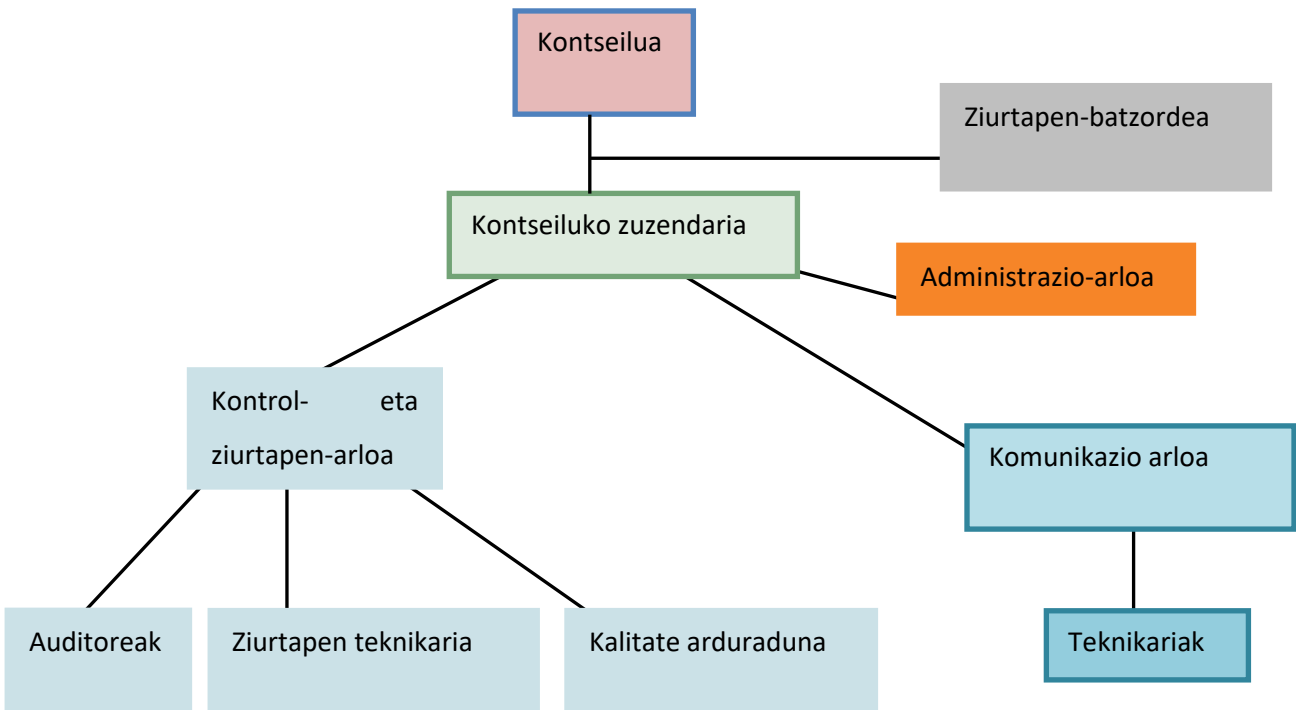 Kontseilua
Ziurtapen-batzordea
Kontseiluko zuzendaria
Administrazio-arloa
Kontrol- eta
ziurtapen-arloa
Komunikazio arloa
Auditoreak
Ziurtapen teknikaria
Kalitate arduraduna
Teknikariak